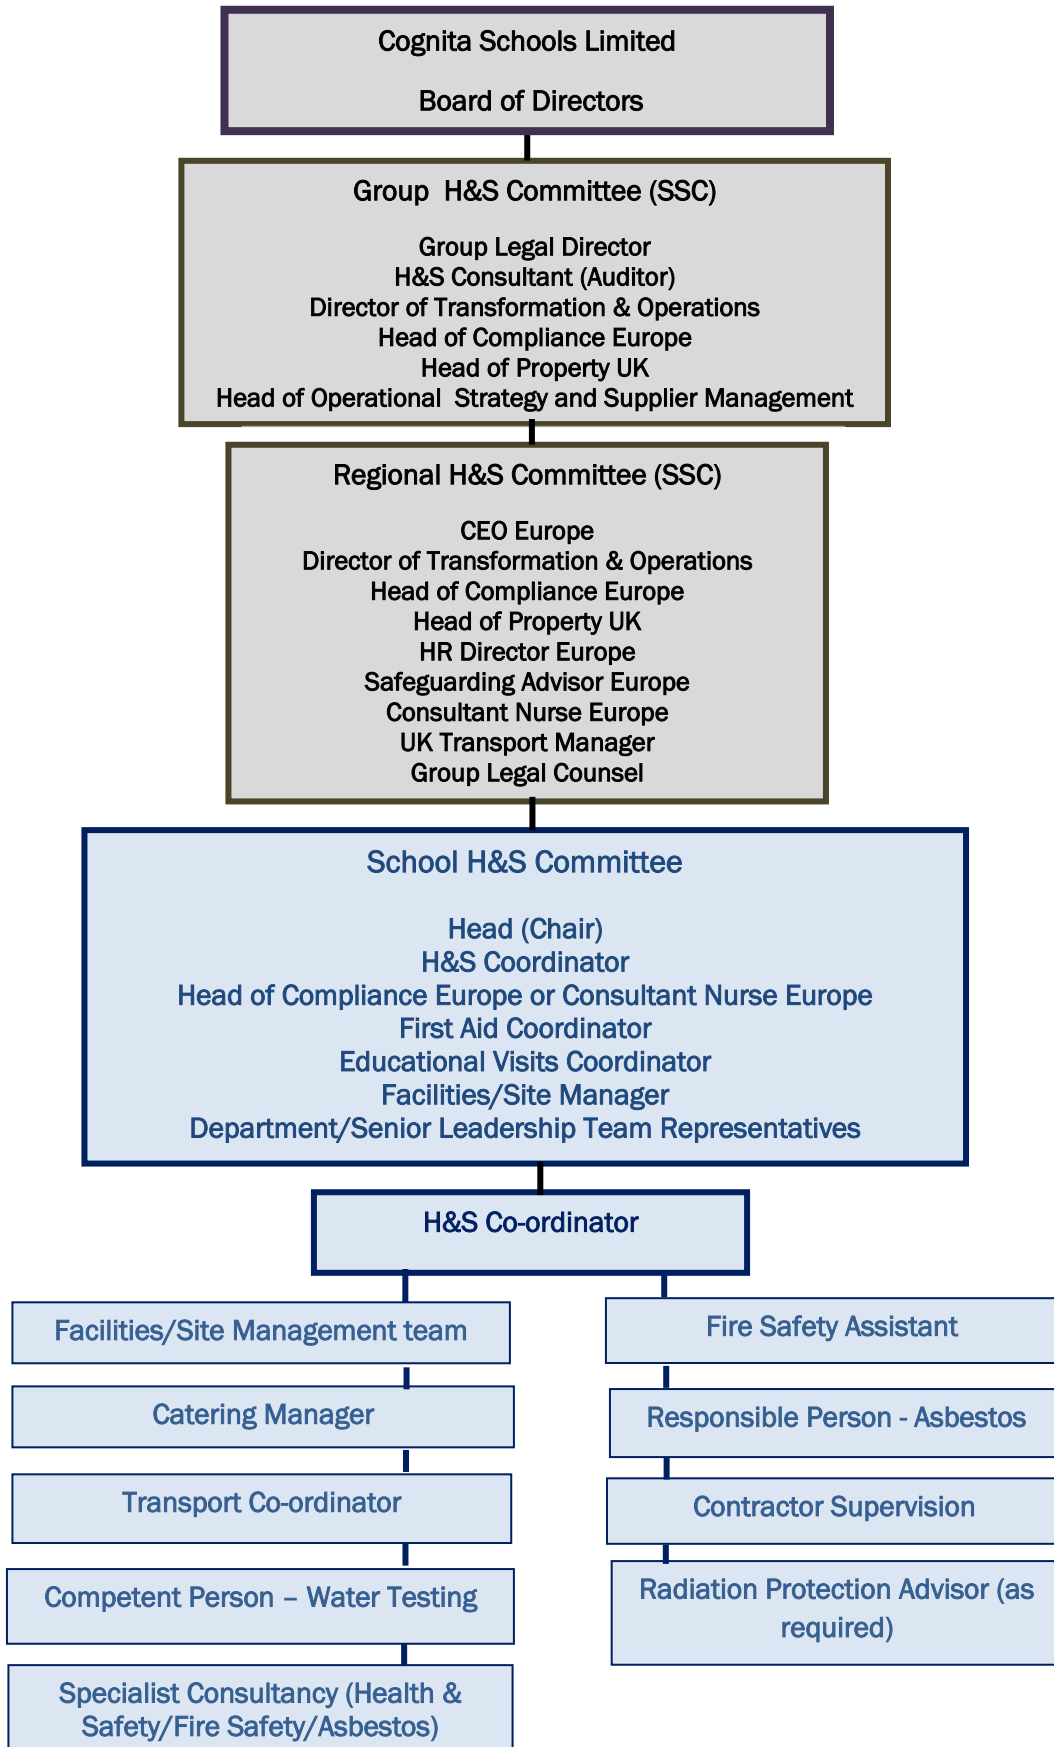 Cognita Schools Limited
Board of Directors
Group H&S Committee (SSC)
Group Legal Director
H&S Consultant (Auditor)
Director of Transformation & Operations
Head of Compliance Europe
Head of Property UK
Head of Operational Strategy and Supplier Management
Regional H&S Committee (SSC)
CEO Europe
Director of Transformation & Operations
Head of Compliance Europe
Head of Property UK
HR Director Europe
Safeguarding Advisor Europe
Consultant Nurse Europe
UK Transport Manager
Group Legal Counsel
School H&S Committee
Head (Chair)
H&S Coordinator
Head of Compliance Europe or Consultant Nurse Europe
First Aid Coordinator
Educational Visits Coordinator
Facilities/Site Manager
Department/Senior Leadership Team Representatives
H&S Co-ordinator
Facilities/Site Management team
Catering Manager
Transport Co-ordinator
Competent Person – Water Testing
Specialist Consultancy (Health &
Safety/Fire Safety/Asbestos)
Fire Safety Assistant
Responsible Person - Asbestos
Contractor Supervision
Radiation Protection Advisor (as
required)